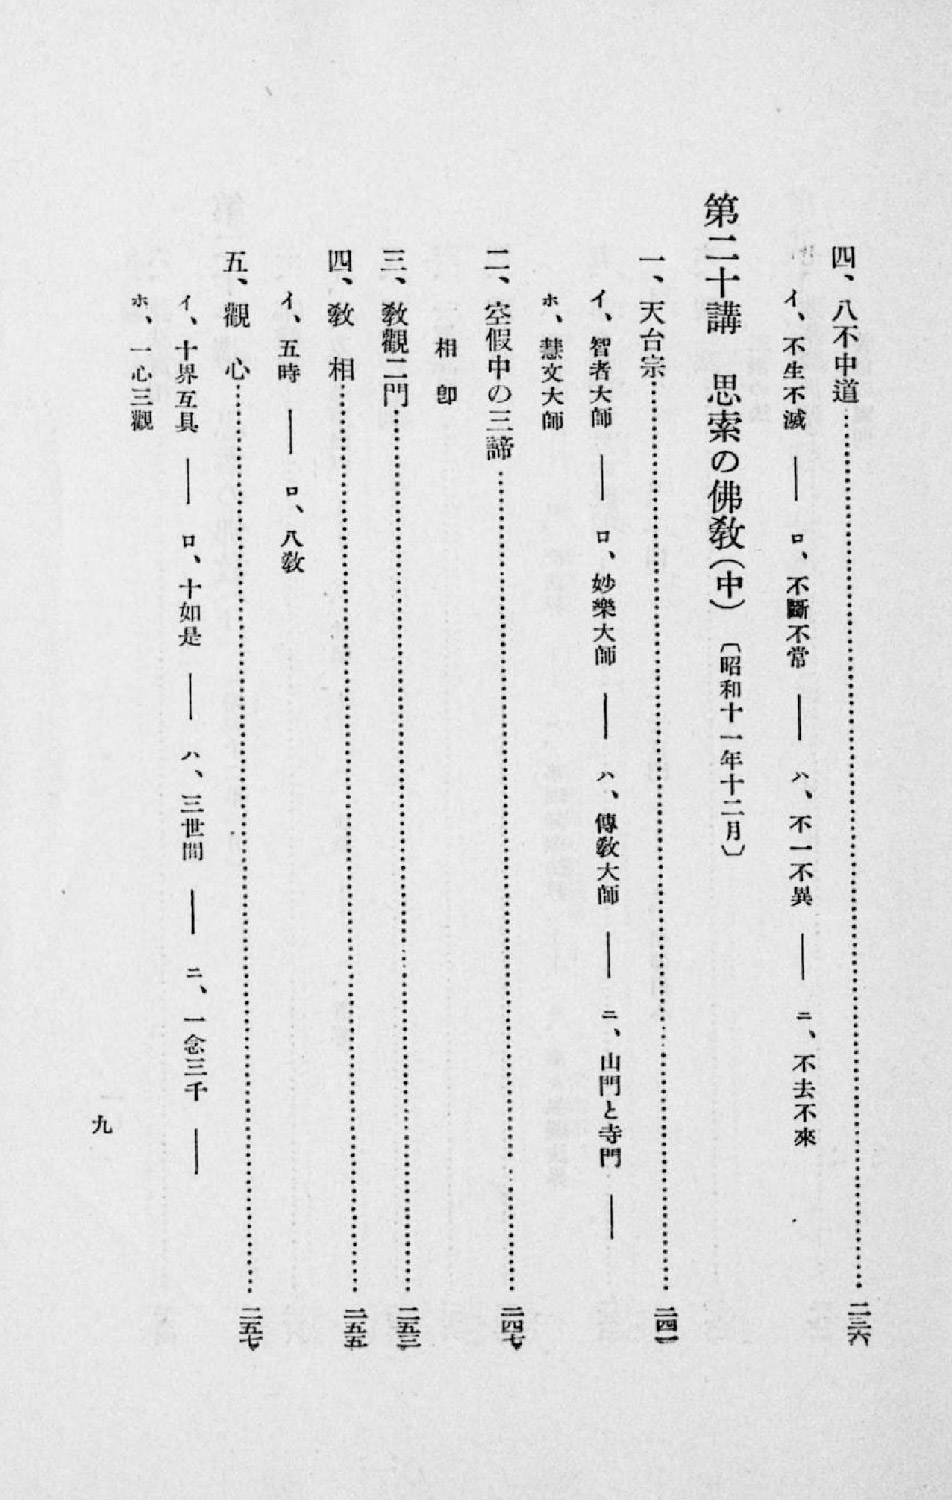 四、八不中道……二三六
イ、不生不滅 ── ロ、不斷不常 ── ハ、不一不異 ── ニ、不去不來
第二十講 思索の佛敎(中) 〔昭和十一年十二月〕
一、天台宗……二四一
イ、智者大師 ── ロ、妙樂大師 ── ハ、傳敎大師 ── ニ、山門と寺門 ──
ホ、慧文大師
二、空假中の三諦……二四七
相卽
三、敎觀二門……二五三
四、敎相……二五五
イ、五時 ── ロ、八敎
五、觀心……二五七
イ、十界互具 ── ロ、十如是 ── ハ、三世間 ── ニ、一念三千 ──
ホ、一心三觀
九